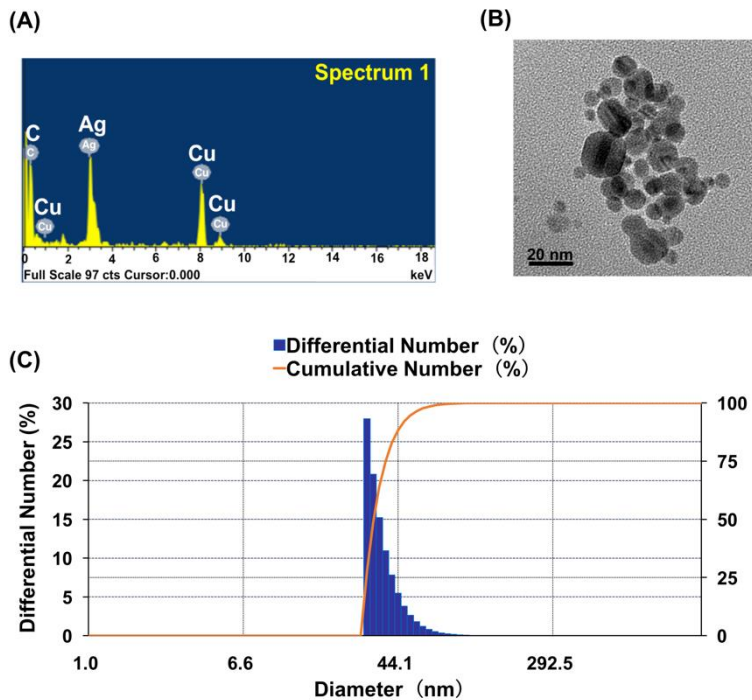 (A)
Spectrum 1
C
C
Ag
Ag
Cu
Cu
Cu
Cu
Cu
Cu
0 2 4 6 8 10 12 14 16 18
Full Scale 97 cts Cursor:0.000 keV
(B)
20 nm
(C)
Differential Number (%)
Cumulative Number (%)
Differential Number (%)
30
25
20
15
10
5
0
100
75
50
25
0
1.0 6.6 44.1 292.5
Diameter (nm)